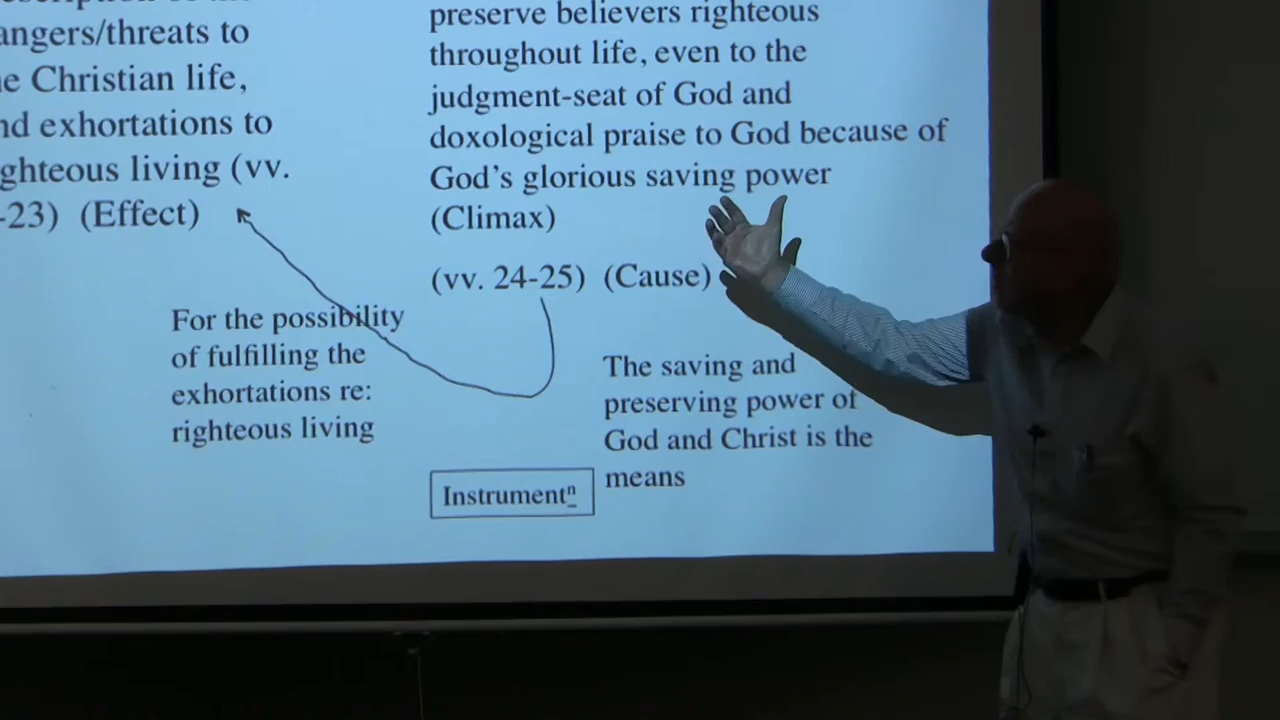 angers/threats to
e Christian life,
nd exhortations to
ghteous living (vv.
-23) (Effect)
preserve believers righteous
throughout life, even to the
judgment-seat of God and
doxological praise to God because of
God's glorious saving power
(Climax)
(vv. 24-25) (Cause)
For the possibility
of fulfilling the
exhortations re:
righteous living
The saving and
preserving power of
God and Christ is the
means
Instrumentⁿ